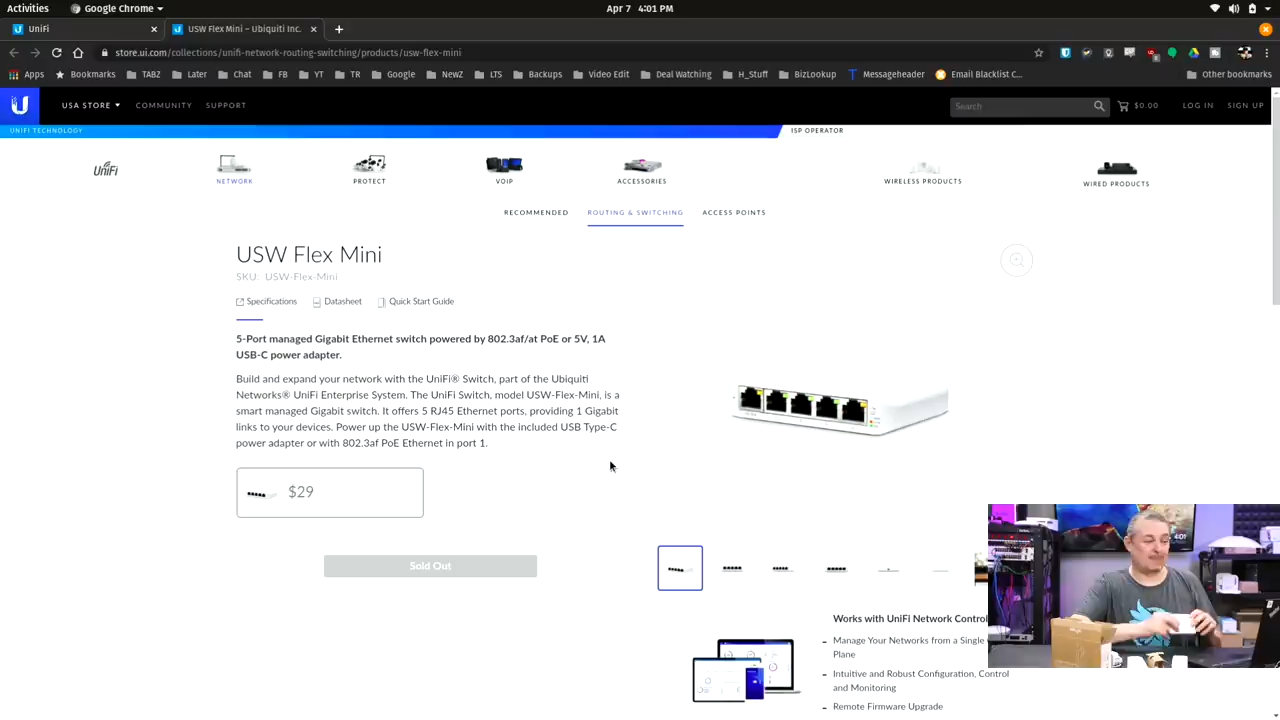 Activities
Google Chrome
Apr 7 4:01 PM
UniFi
UniFi - USW Flex Mini – Ubiquiti Inc.
store.ui.com/collections/unifi-network-routing-switching/products/usw-flex-mini
Apps
Bookmarks
TABZ
Later
Chat
FB
YT
TR
Google
NewZ
LTS
Backups
Video Edit
Deal Watching
H_Stuff
BizLookup
Messageheader
Email Blacklist C...
Other bookmarks
USA STORE
COMMUNITY
SUPPORT
Search
$0.00
LOG IN
SIGN UP
UNIFI TECHNOLOGY
ISP OPERATOR
UniFi
NETWORK
PROTECT
VOIP
ACCESSORIES
WIRELESS PRODUCTS
WIRED PRODUCTS
RECOMMENDED
ROUTING & SWITCHING
ACCESS POINTS
USW Flex Mini
SKU: USW-Flex-Mini
Specifications
Datasheet
Quick Start Guide
5-Port managed Gigabit Ethernet switch powered by 802.3af/at PoE or 5V, 1A
USB-C power adapter.
Build and expand your network with the UniFi® Switch, part of the Ubiquiti
Networks® UniFi Enterprise System. The UniFi Switch, model USW-Flex-Mini, is a
smart managed Gigabit switch. It offers 5 RJ45 Ethernet ports, providing 1 Gigabit
links to your devices. Power up the USW-Flex-Mini with the included USB Type-C
power adapter or with 802.3af PoE Ethernet in port 1.
$29
Sold Out
Works with UniFi Network Control
- Manage Your Networks from a Single
Plane
- Intuitive and Robust Configuration, Control
and Monitoring
- Remote Firmware Upgrade
4:01